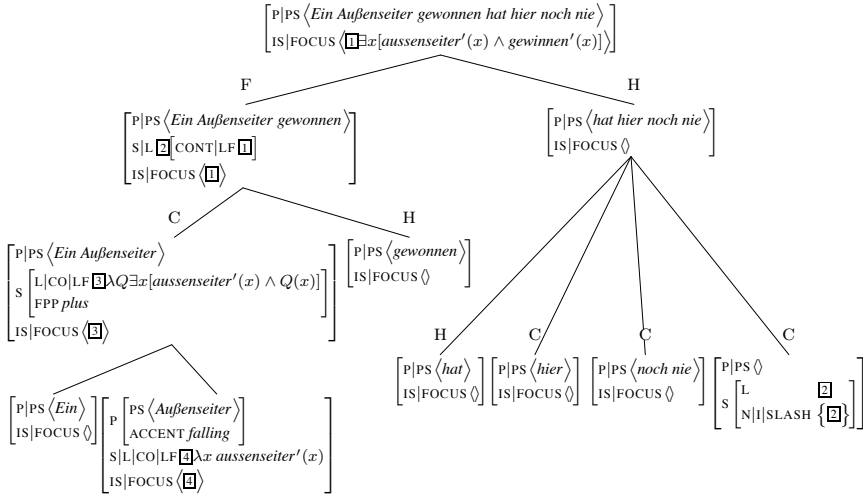 P|PS ⟨Ein Außenseiter gewonnen hat hier noch nie⟩
IS|FOCUS ⟨1∃x[aussenseiter′(x) ∧ gewinnen′(x)]⟩
F H
P|PS ⟨Ein Außenseiter gewonnen⟩
S|L 2[CONT|LF 1]
IS|FOCUS ⟨1⟩
P|PS ⟨hat hier noch nie⟩
IS|FOCUS ⟨⟩
C H
P|PS ⟨Ein Außenseiter⟩
S [L|CO|LF 3λQ∃x[aussenseiter′(x) ∧ Q(x)]
FPP plus]
IS|FOCUS ⟨3⟩
P|PS ⟨gewonnen⟩
IS|FOCUS ⟨⟩
H C C C
P|PS ⟨hat⟩
IS|FOCUS ⟨⟩
P|PS ⟨hier⟩
IS|FOCUS ⟨⟩
P|PS ⟨noch nie⟩
IS|FOCUS ⟨⟩
P|PS ⟨⟩
S [L 2
N|I|SLASH {2}]
P|PS ⟨Ein⟩
IS|FOCUS ⟨⟩
P [PS ⟨Außenseiter⟩
ACCENT falling]
S|L|CO|LF 4λx aussenseiter′(x)
IS|FOCUS ⟨4⟩